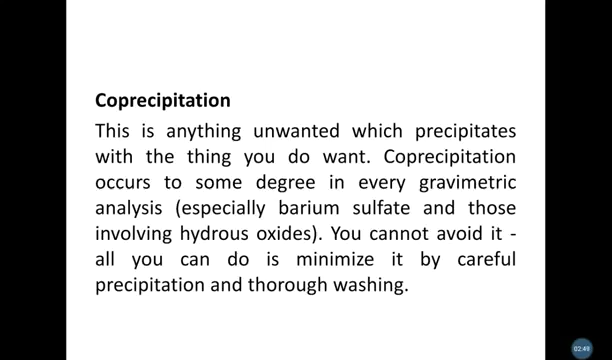 Coprecipitation
This is anything unwanted which precipitates
with the thing you do want. Coprecipitation
occurs to some degree in every gravimetric
analysis (especially barium sulfate and those
involving hydrous oxides). You cannot avoid it -
all you can do is minimize it by careful
precipitation and thorough washing.
02:49